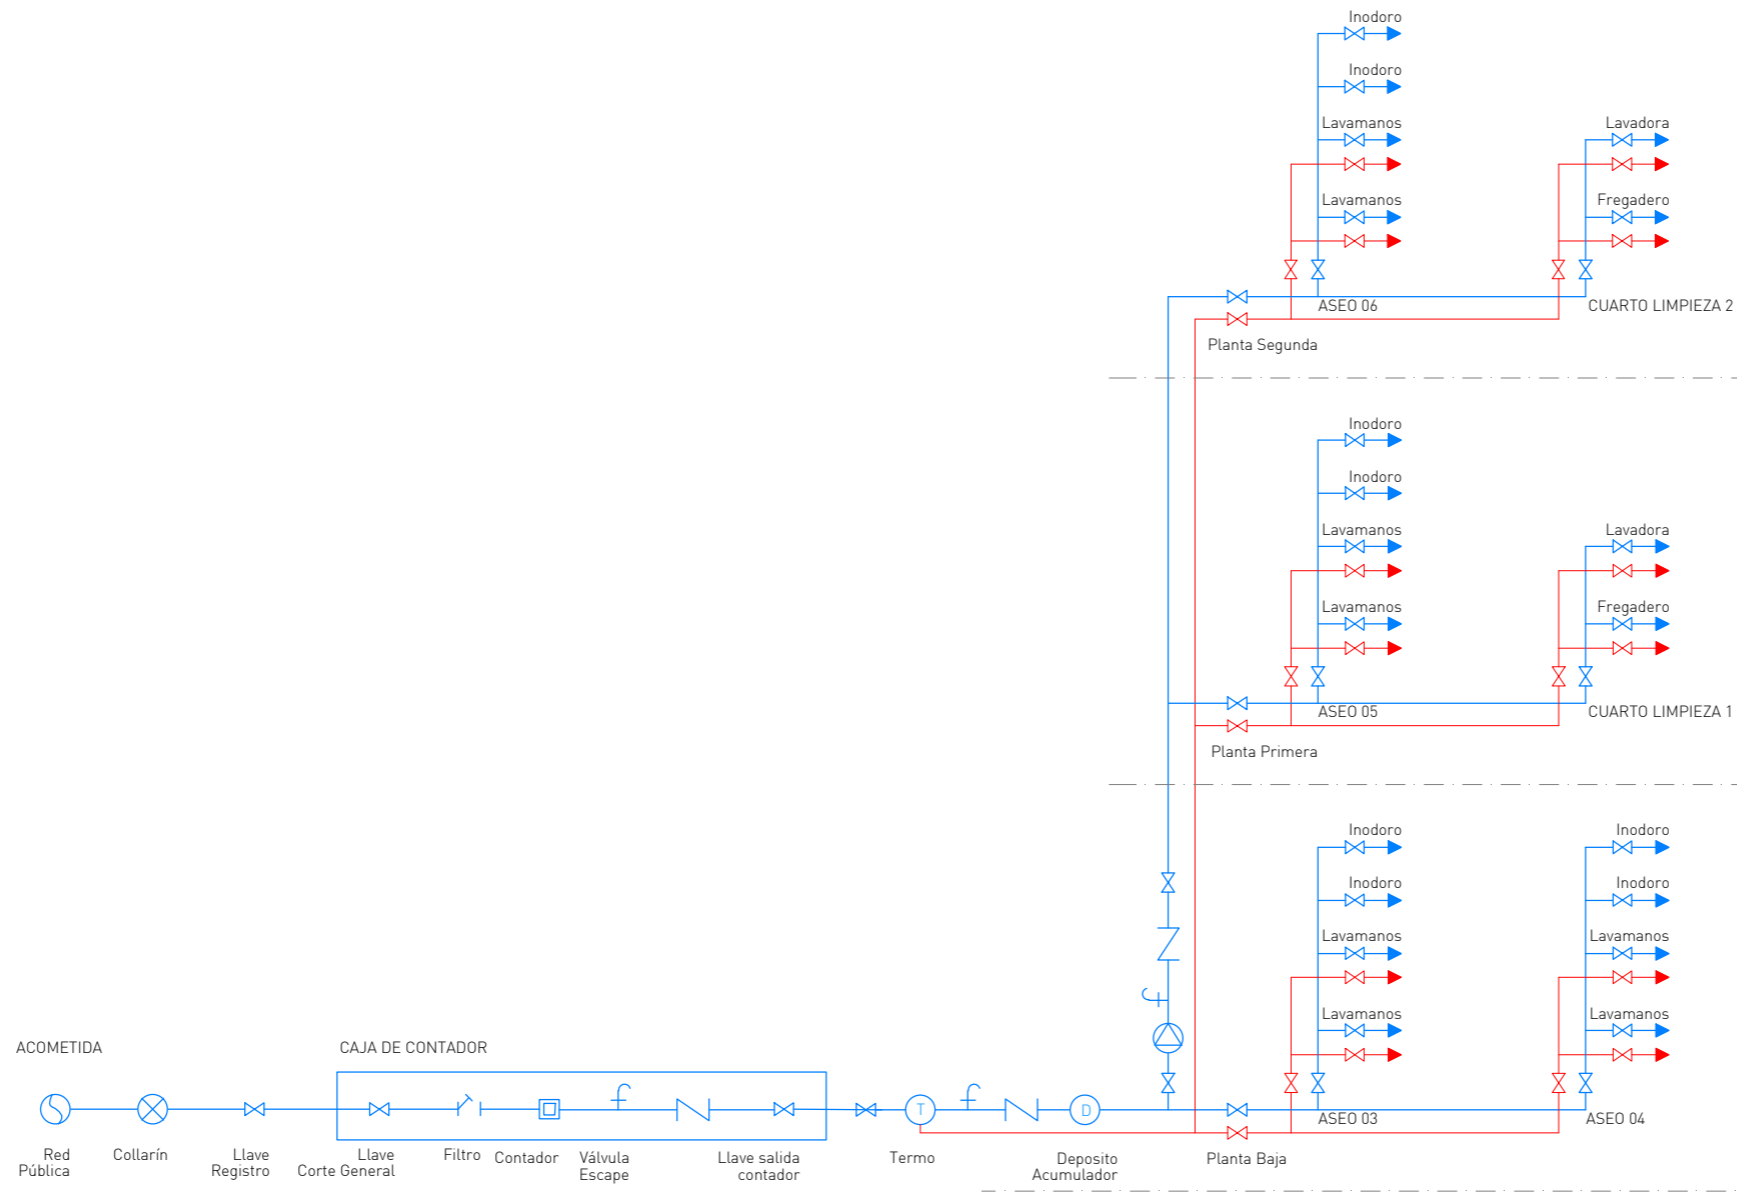 Inodoro
Inodoro
Lavamanos
Lavadora
Lavamanos
Fregadero
ASEO 06
CUARTO LIMPIEZA 2
Planta Segunda
Inodoro
Inodoro
Lavamanos
Lavadora
Lavamanos
Fregadero
ASEO 05
CUARTO LIMPIEZA 1
Planta Primera
Inodoro
Inodoro
Inodoro
Inodoro
Lavamanos
Lavamanos
Lavamanos
Lavamanos
ACOMETIDA
CAJA DE CONTADOR
T
D
ASEO 03
ASEO 04
Red
Pública
Collarín
Llave
Registro
Llave
Corte General
Filtro
Contador
Válvula
Escape
Llave salida
contador
Termo
Deposito
Acumulador
Planta Baja